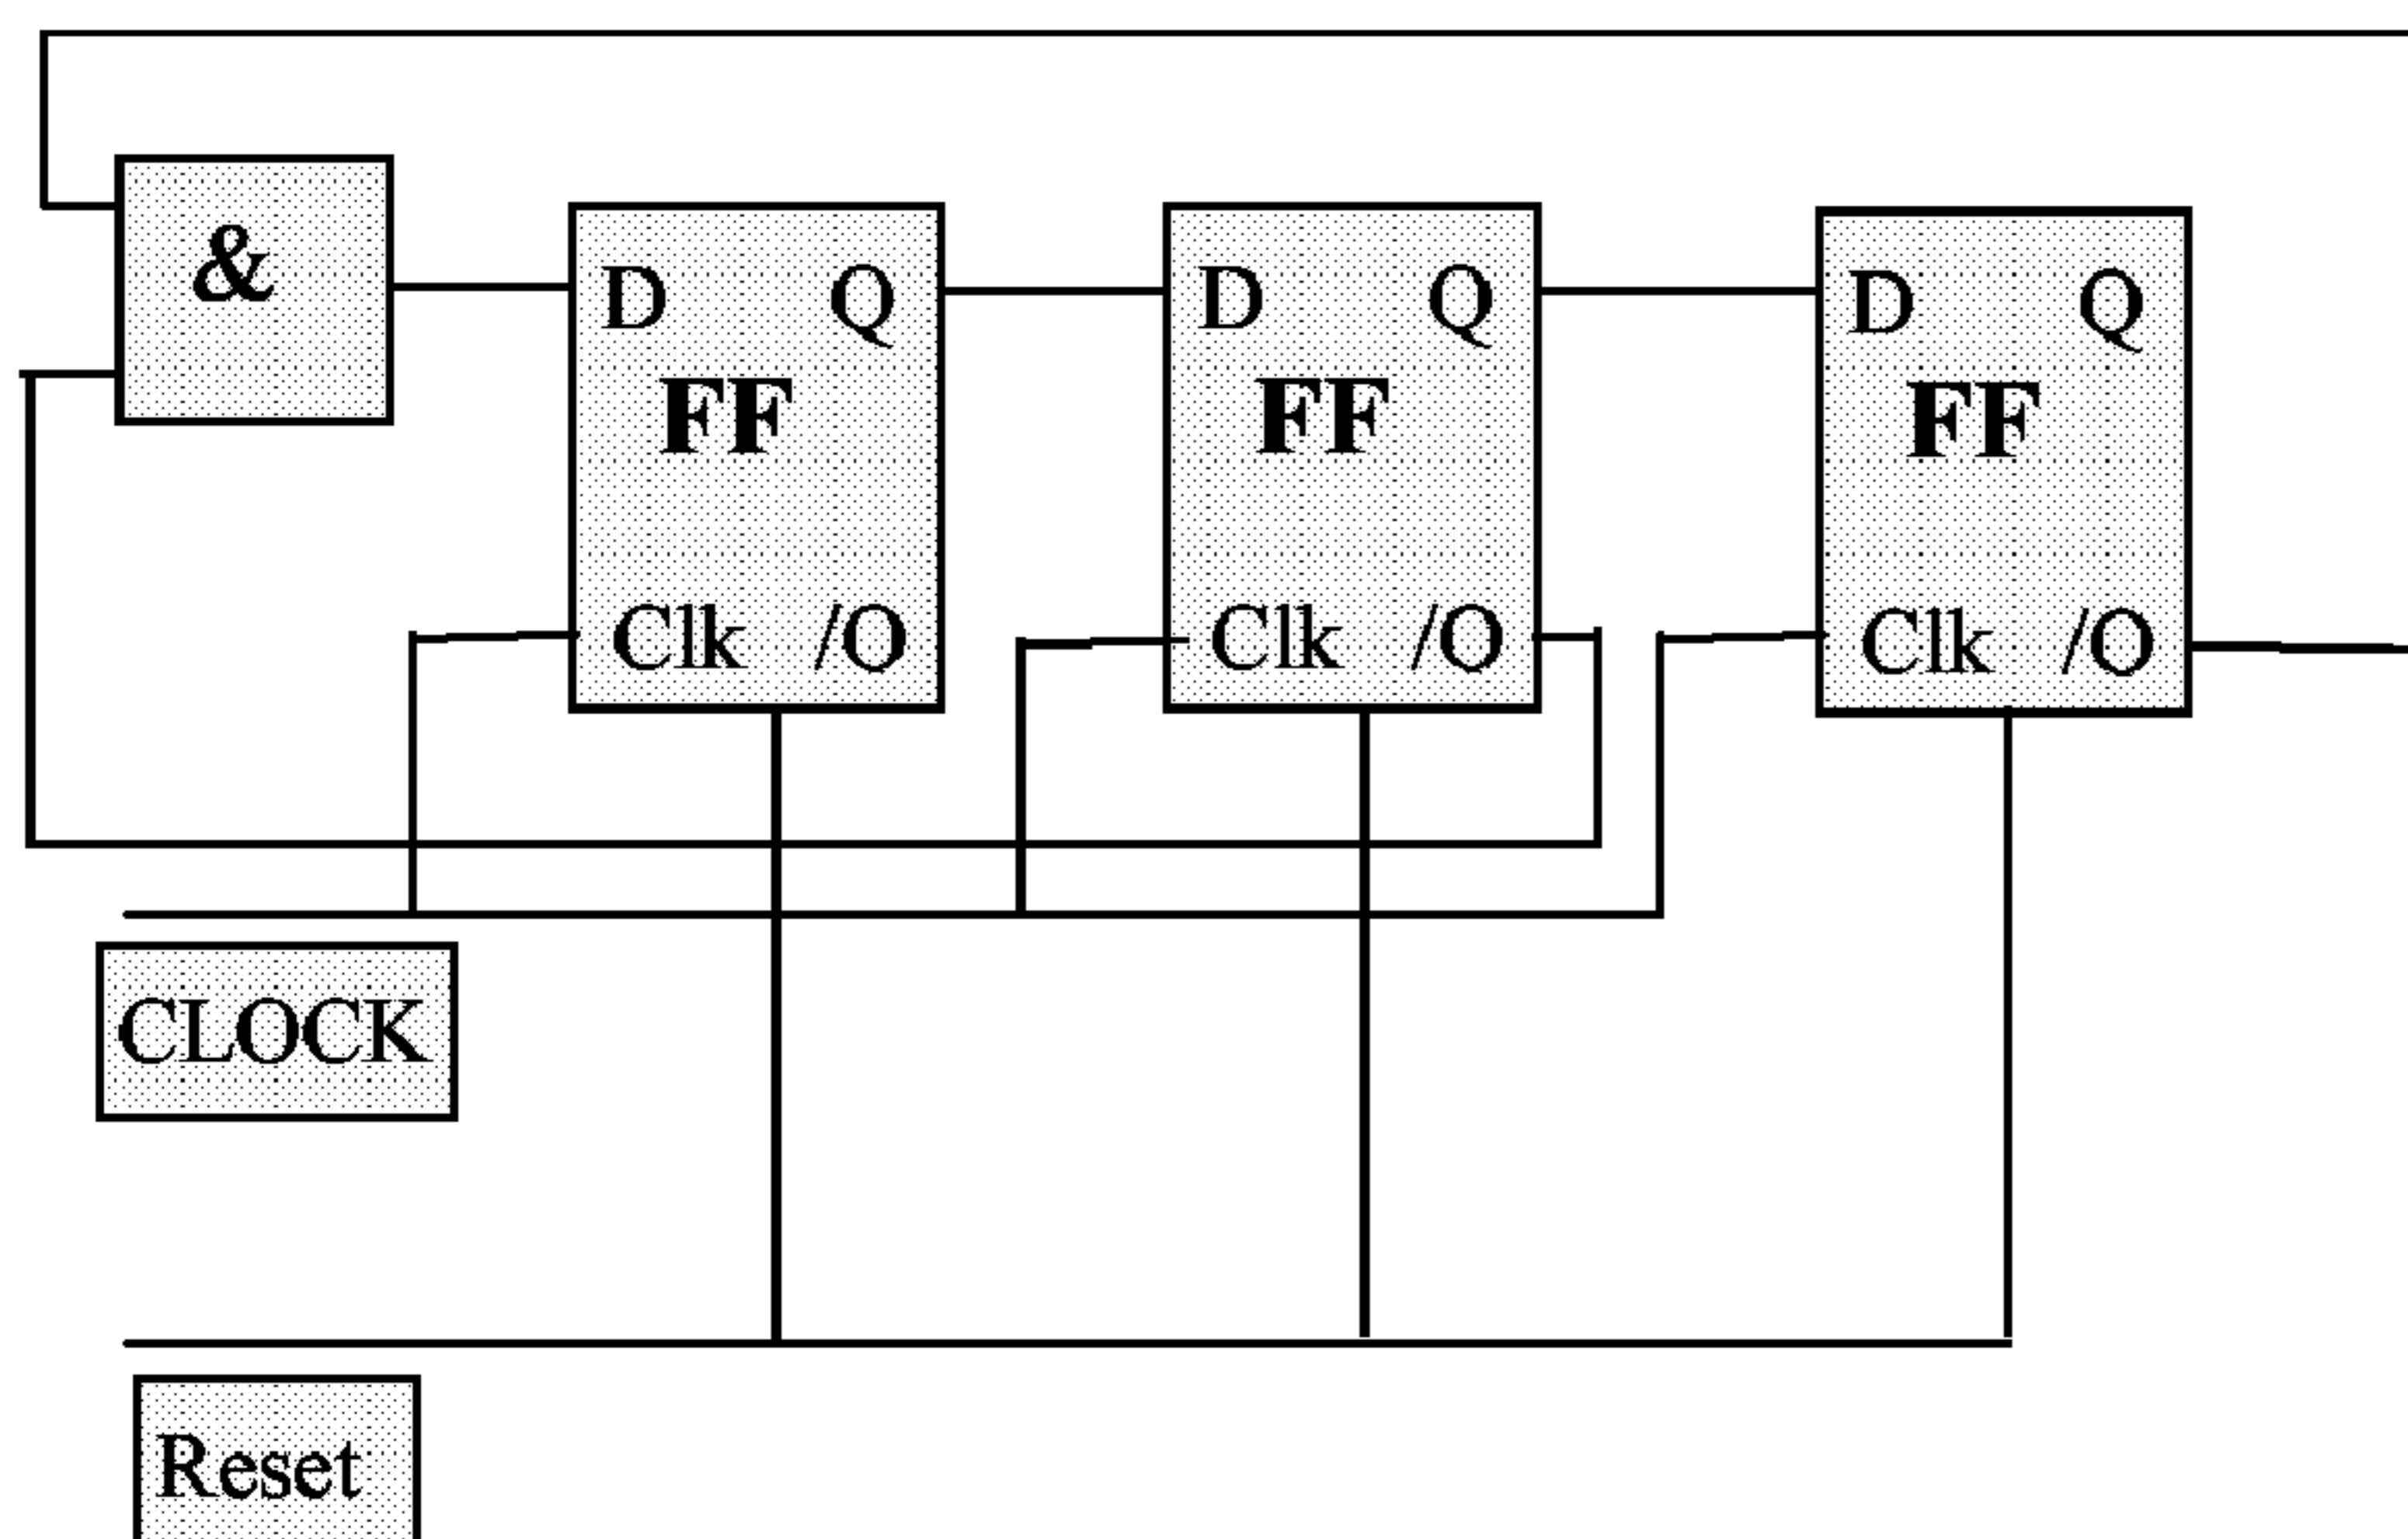 &
D Q
FF
Clk /O
D Q
FF
Clk /O
D Q
FF
Clk /O
CLOCK
Reset